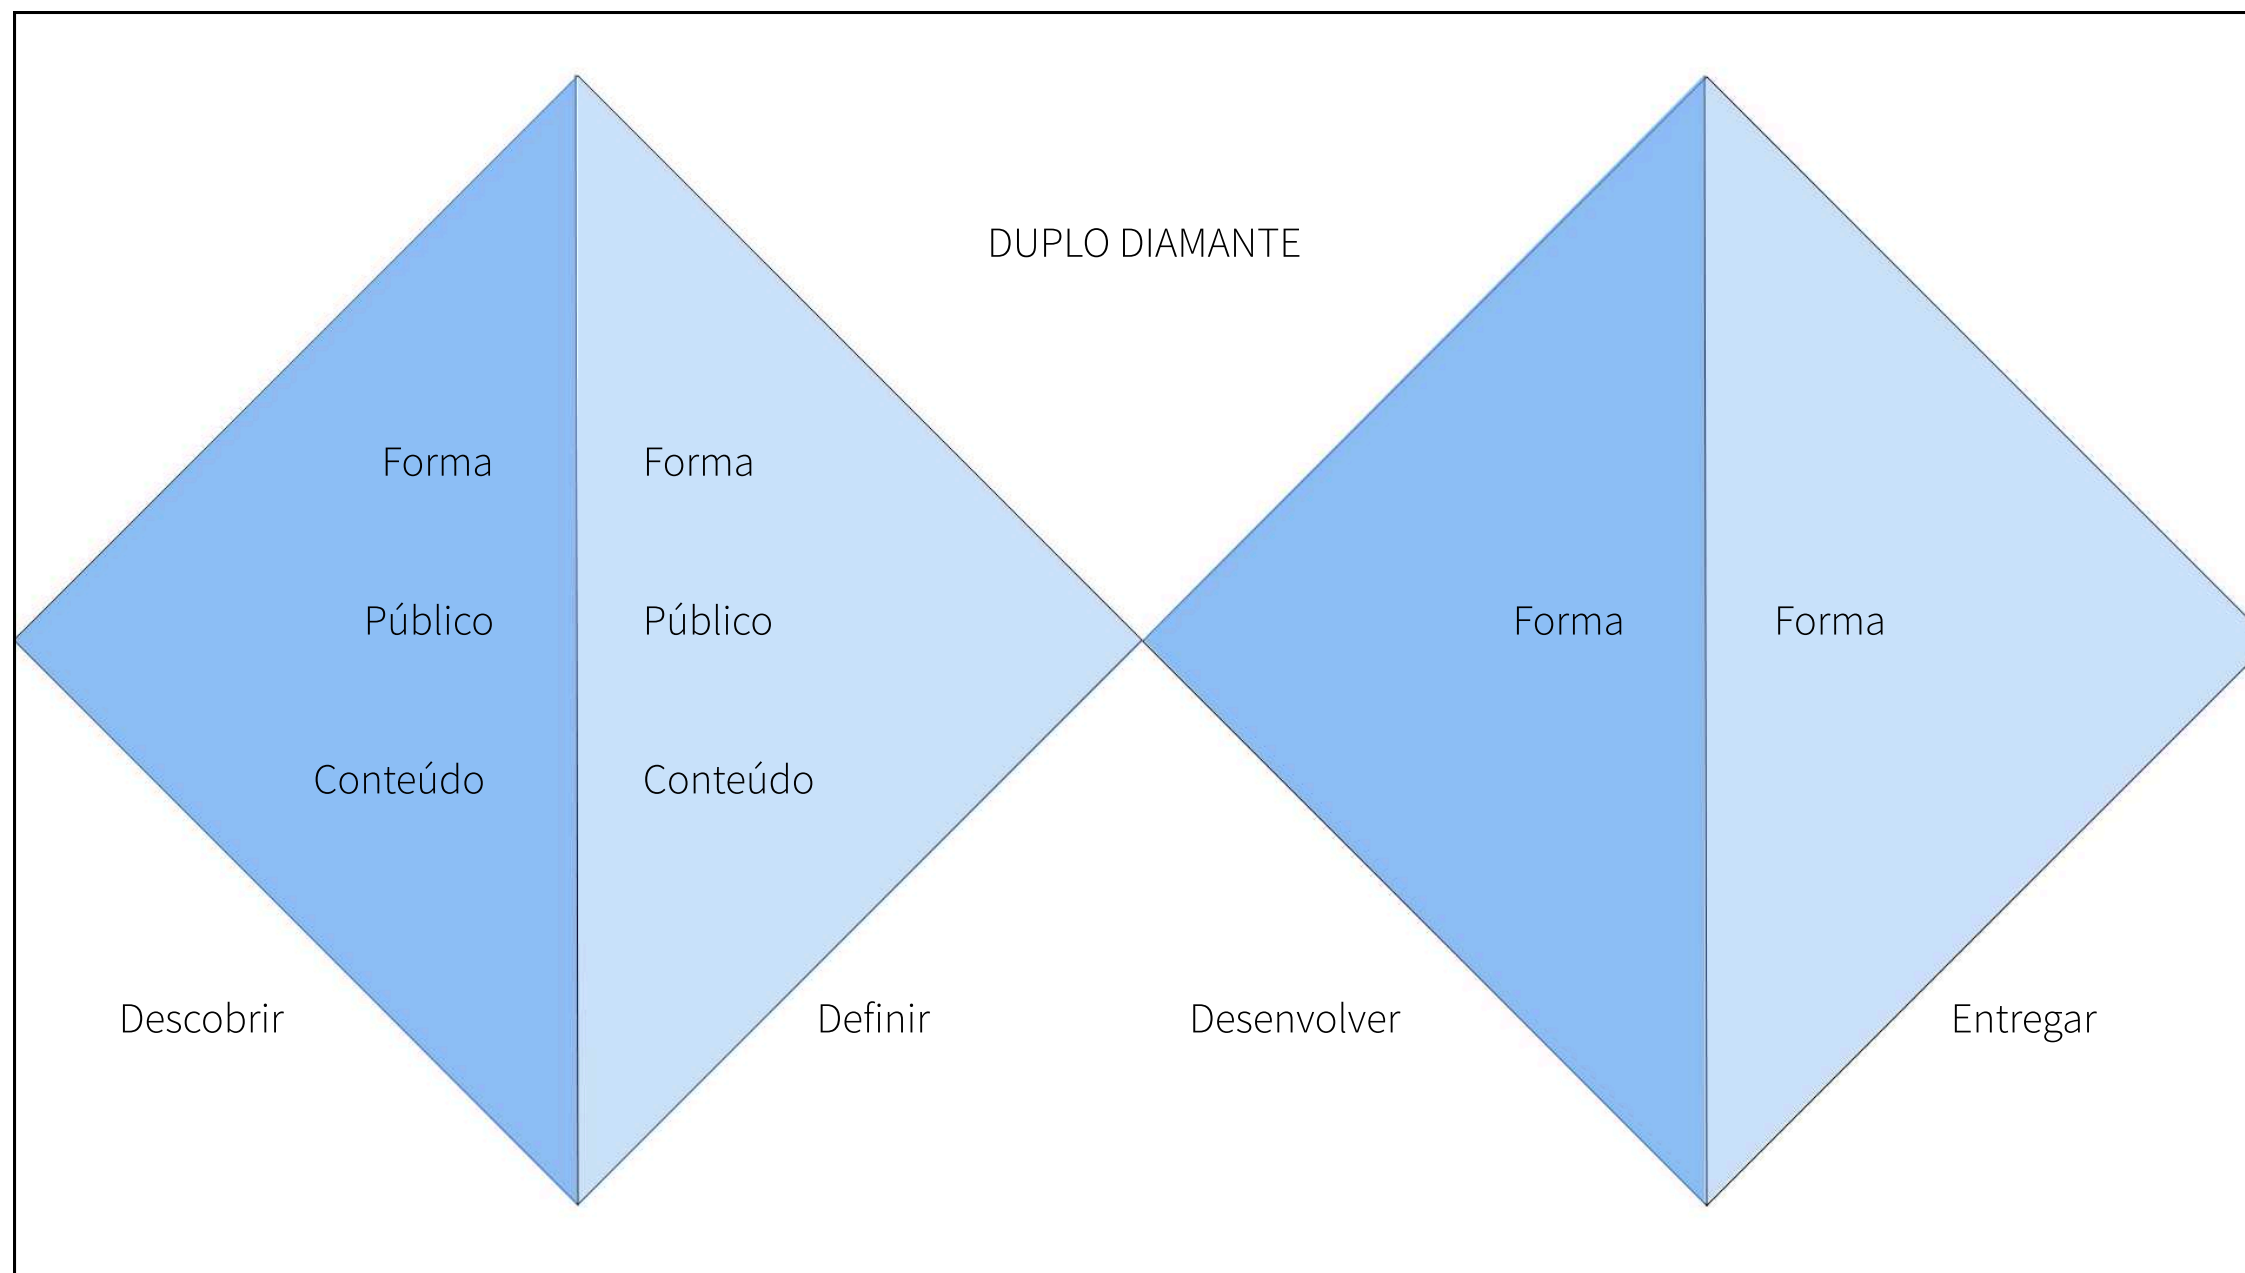 DUPLO DIAMANTE
Forma
Forma
Público
Público
Forma
Forma
Conteúdo
Conteúdo
Descobrir
Definir
Desenvolver
Entregar